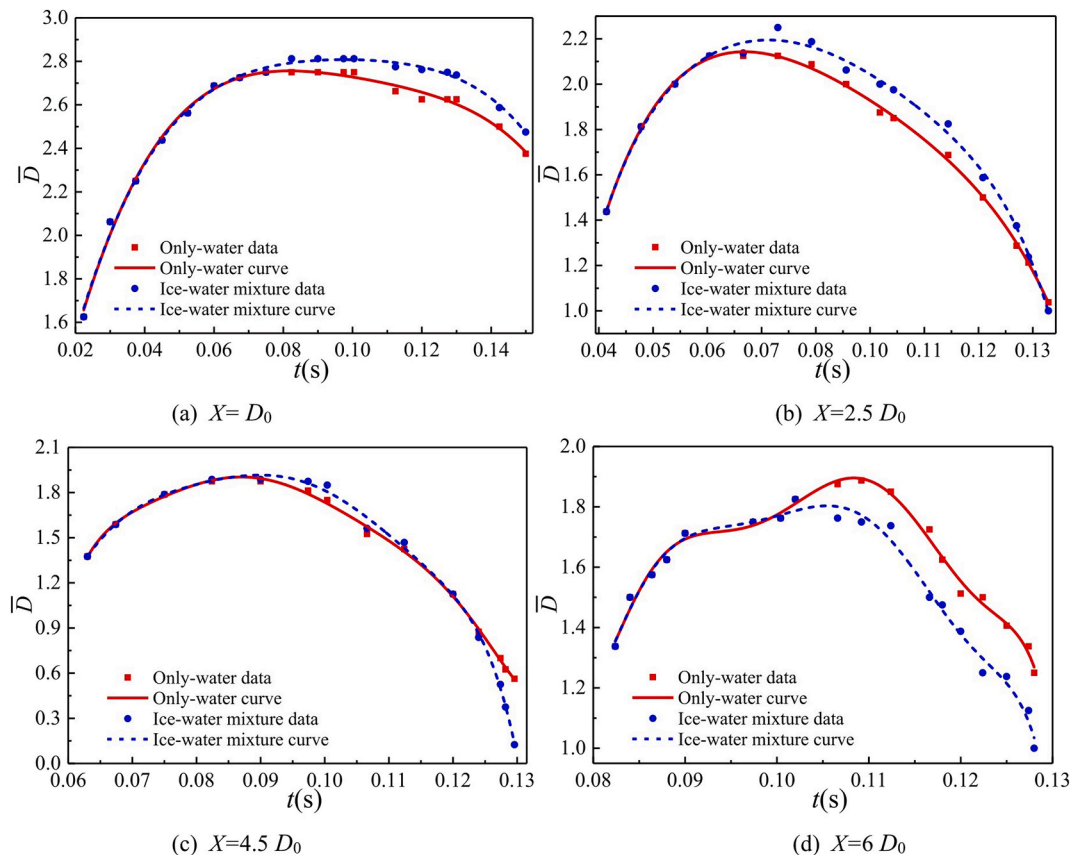 3.0
2.8
2.6
2.4
2.2
2.0
1.8
1.6
D̅
0.02 0.04 0.06 0.08 0.10 0.12 0.14
t(s)
Only-water data
Only-water curve
Ice-water mixture data
Ice-water mixture curve
(a) X= D₀
2.2
2.0
1.8
1.6
1.4
1.2
1.0
D̅
0.04 0.05 0.06 0.07 0.08 0.09 0.10 0.11 0.12 0.13
t(s)
Only-water data
Only-water curve
Ice-water mixture data
Ice-water mixture curve
(b) X=2.5 D₀
2.1
1.8
1.5
1.2
0.9
0.6
0.3
0.0
D̅
0.06 0.07 0.08 0.09 0.10 0.11 0.12 0.13
t(s)
Only-water data
Only-water curve
Ice-water mixture data
Ice-water mixture curve
(c) X=4.5 D₀
2.0
1.8
1.6
1.4
1.2
1.0
D̅
0.08 0.09 0.10 0.11 0.12 0.13
t(s)
Only-water data
Only-water curve
Ice-water mixture data
Ice-water mixture curve
(d) X=6 D₀